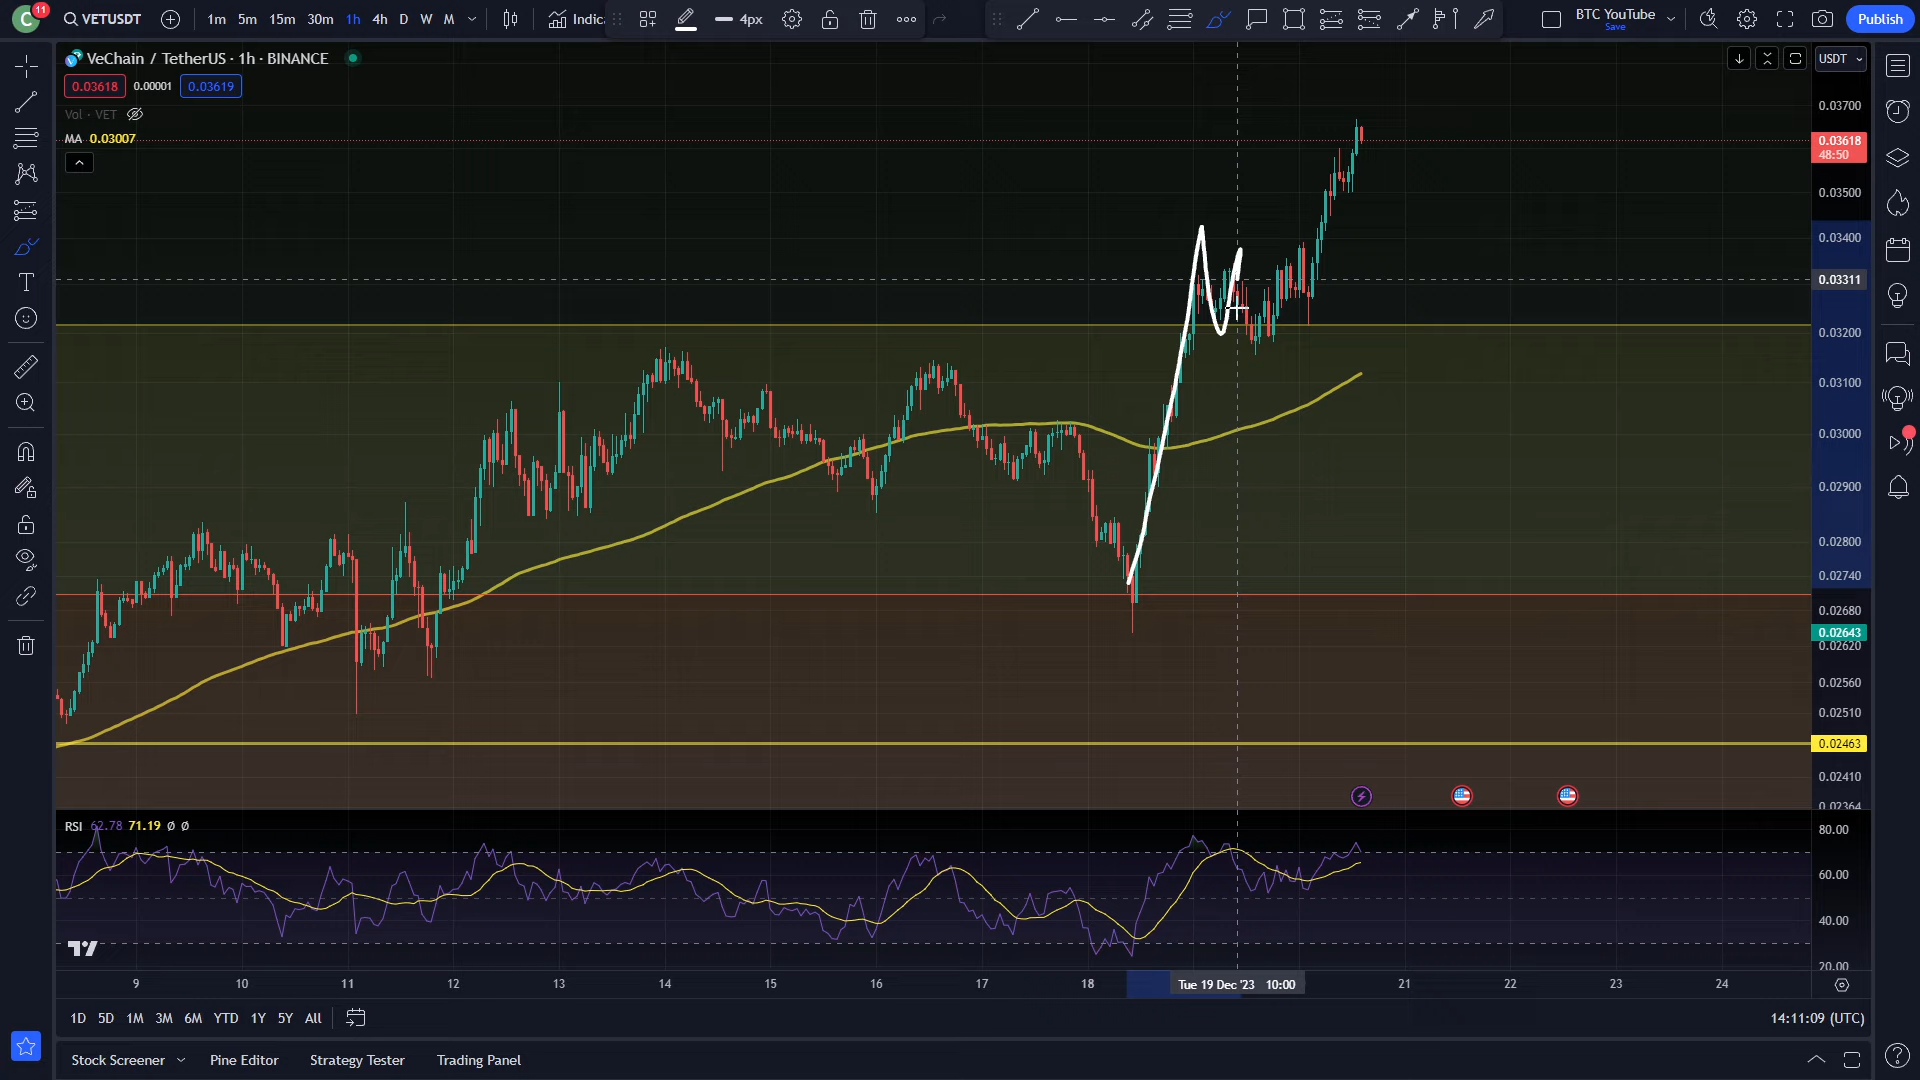 C 11 VETUSDT 1m 5m 15m 30m 1h 4h D W M Indic 4px BTC YouTube Save Publish
VeChain / TetherUS · 1h · BINANCE
USDT
0.03618 0.00001 0.03619
Vol · VET
MA 0.03007
0.03700
0.03618
48:50
0.03500
0.03400
0.03311
0.03200
0.03100
0.03000
0.02900
0.02800
0.02740
0.02680
0.02643
0.02620
0.02560
0.02510
0.02463
0.02410
0.02364
RSI 62.78 71.19 Ø Ø
80.00
60.00
40.00
20.00
9 10 11 12 13 14 15 16 17 18 Tue 19 Dec '23 10:00 21 22 23 24
1D 5D 1M 3M 6M YTD 1Y 5Y All 14:11:09 (UTC)
Stock Screener Pine Editor Strategy Tester Trading Panel